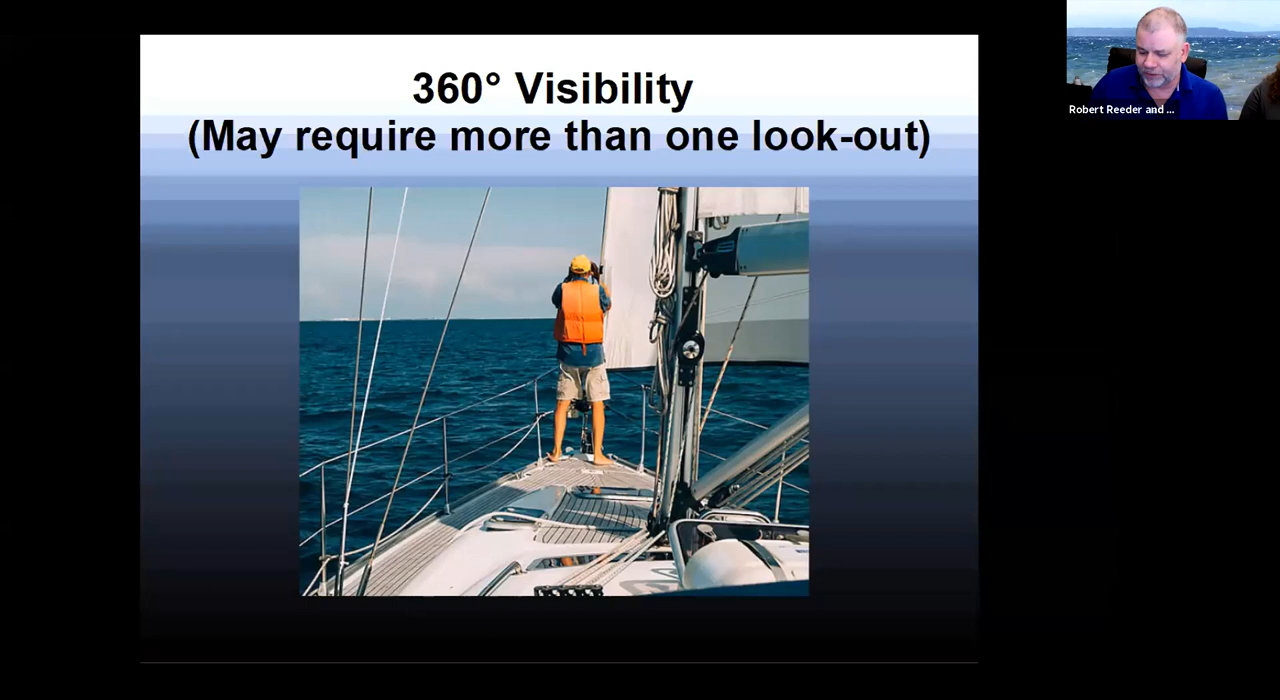 360° Visibility
(May require more than one look-out)
Robert Reeder and ...